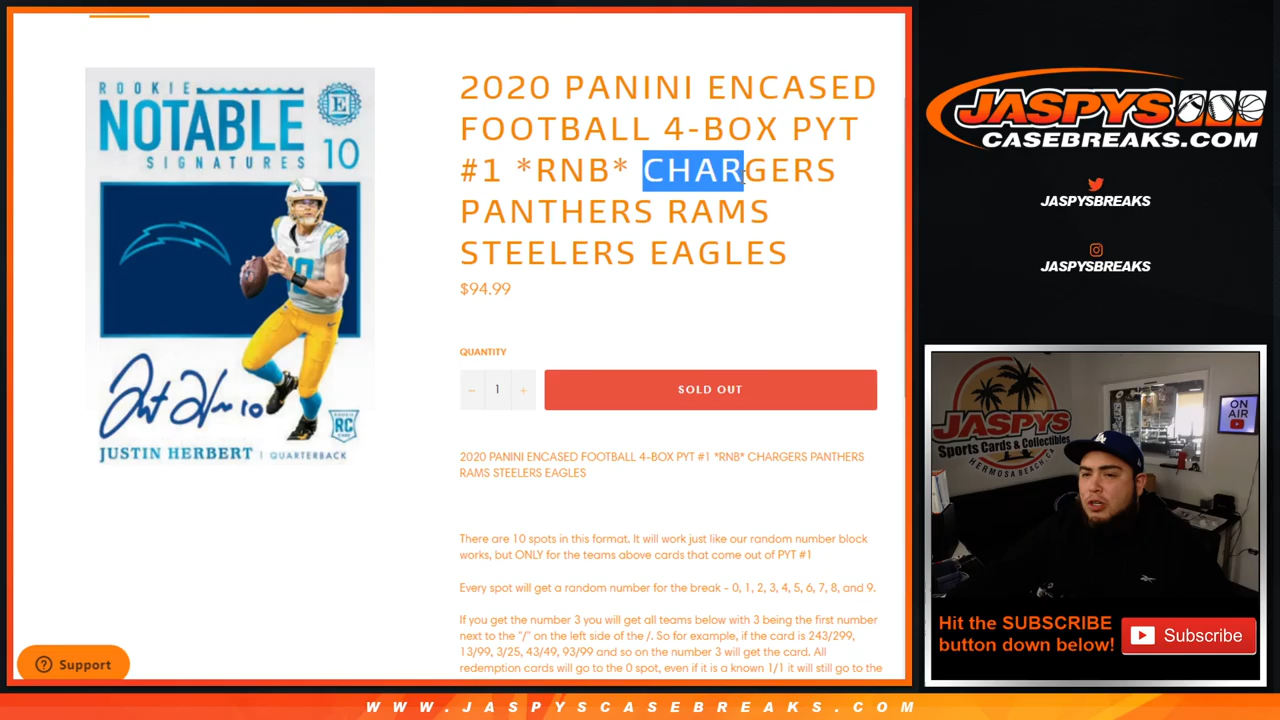 ROOKIE
NOTABLE
SIGNATURES
E
10
10
RC
JUSTIN HERBERT | QUARTERBACK
2020 PANINI ENCASED
FOOTBALL 4-BOX PYT
#1 *RNB* CHARGERS
PANTHERS RAMS
STEELERS EAGLES
$94.99
QUANTITY
− 1 +
SOLD OUT
2020 PANINI ENCASED FOOTBALL 4-BOX PYT #1 *RNB* CHARGERS PANTHERS
RAMS STEELERS EAGLES
There are 10 spots in this format. It will work just like our random number block
works, but ONLY for the teams above cards that come out of PYT #1
Every spot will get a random number for the break - 0, 1, 2, 3, 4, 5, 6, 7, 8, and 9.
If you get the number 3 you will get all teams below with 3 being the first number
next to the "/" on the left side of the /. So for example, if the card is 243/299,
13/99, 3/25, 43/49, 93/99 and so on the number 3 will get the card. All
redemption cards will go to the 0 spot, even if it is a known 1/1 it will still go to the
Support
JASPYS
CASEBREAKS.COM
JASPYSBREAKS
JASPYSBREAKS
JASPYS
Sports Cards & Collectibles
HERMOSA BEACH, CA
ON
AIR
LA
Hit the SUBSCRIBE
button down below!
Subscribe
WWW.JASPYSCASEBREAKS.COM